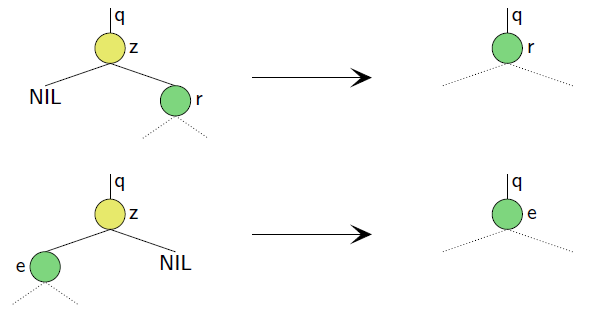 q q
z r
NIL r
q q
z e
e NIL